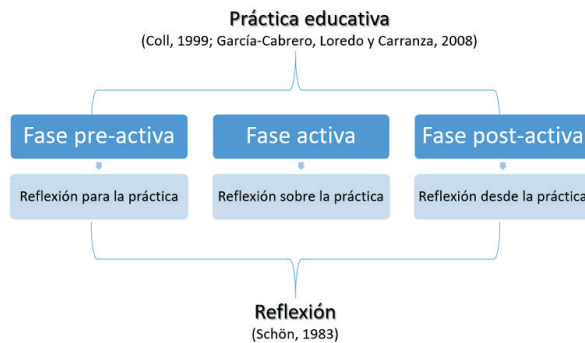 Práctica educativa
(Coll, 1999; García-Cabrero, Loredo y Carranza, 2008)
Fase pre-activa
Fase activa
Fase post-activa
Reflexión para la práctica
Reflexión sobre la práctica
Reflexión desde la práctica
Reflexión
(Schön, 1983)